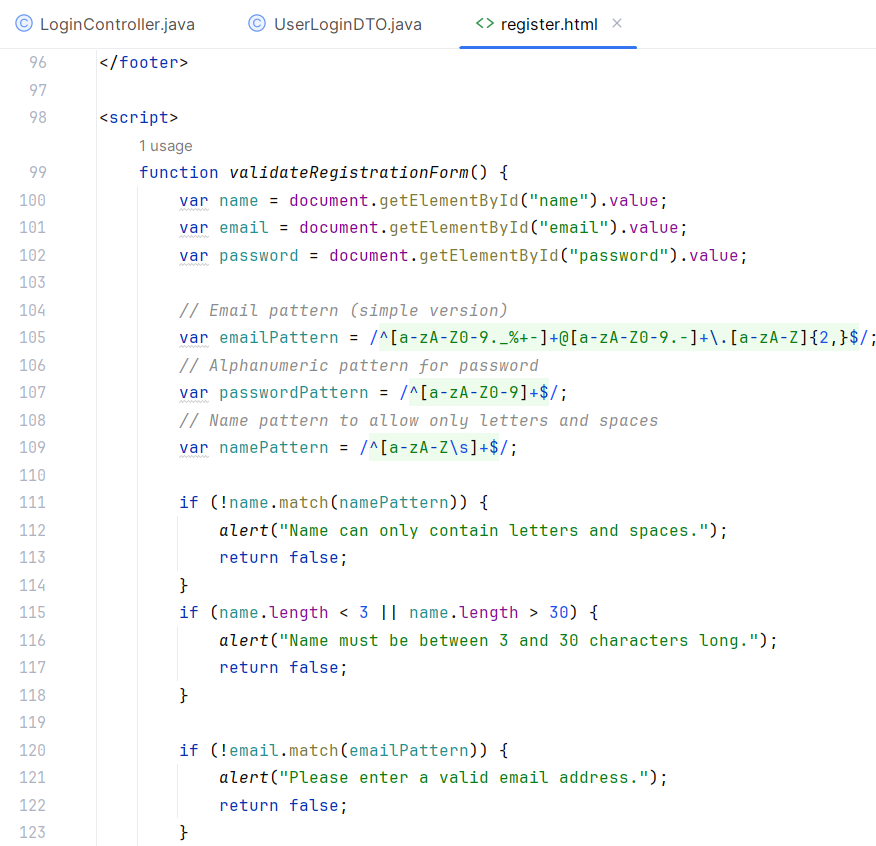 LoginController.java UserLoginDTO.java <> register.html ×
96 </footer>
97
98 <script>
1 usage
99 function validateRegistrationForm() {
100 var name = document.getElementById("name").value;
101 var email = document.getElementById("email").value;
102 var password = document.getElementById("password").value;
103
104 // Email pattern (simple version)
105 var emailPattern = /^[a-zA-Z0-9._%+-]+@[a-zA-Z0-9.-]+\.[a-zA-Z]{2,}$/;
106 // Alphanumeric pattern for password
107 var passwordPattern = /^[a-zA-Z0-9]+$/;
108 // Name pattern to allow only letters and spaces
109 var namePattern = /^[a-zA-Z\s]+$/;
110
111 if (!name.match(namePattern)) {
112 alert("Name can only contain letters and spaces.");
113 return false;
114 }
115 if (name.length < 3 || name.length > 30) {
116 alert("Name must be between 3 and 30 characters long.");
117 return false;
118 }
119
120 if (!email.match(emailPattern)) {
121 alert("Please enter a valid email address.");
122 return false;
123 }